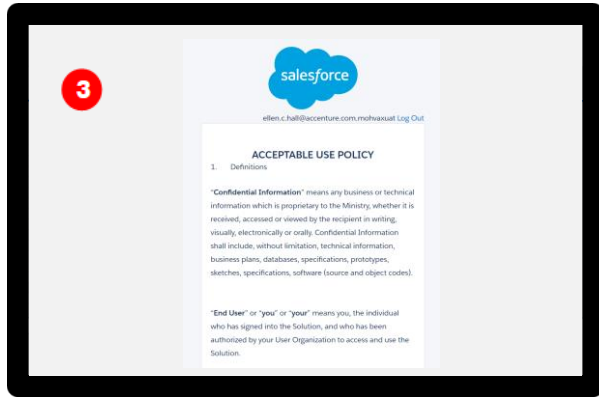 3
salesforce
ellen.c.hall@accenture.com.mohvaxuat Log Out
ACCEPTABLE USE POLICY
1. Definitions
"Confidential Information" means any business or technical
information which is proprietary to the Ministry, whether it is
received, accessed or viewed by the recipient in writing,
visually, electronically or orally. Confidential Information
shall include, without limitation, technical information,
business plans, databases, specifications, prototypes,
sketches, specifications, software (source and object codes).
"End User" or "you" or "your" means you, the individual
who has signed into the Solution, and who has been
authorized by your User Organization to access and use the
Solution.